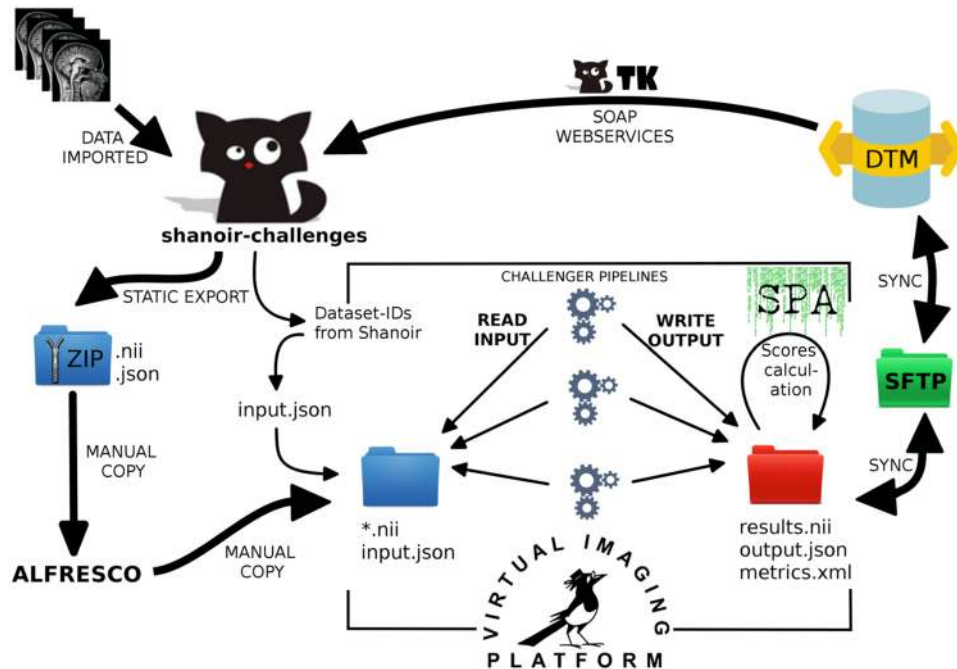 TK
SOAP
WEBSERVICES
DATA
IMPORTED
DTM
shanoir-challenges
STATIC EXPORT
CHALLENGER PIPELINES
SPA
SYNC
Dataset-IDs
from Shanoir
READ
INPUT
WRITE
OUTPUT
Scores
calcul-
ation
ZIP
.nii
.json
SFTP
input.json
MANUAL
COPY
SYNC
*.nii
input.json
results.nii
output.json
metrics.xml
MANUAL
COPY
ALFRESCO
VIRTUAL IMAGING
PLATFORM